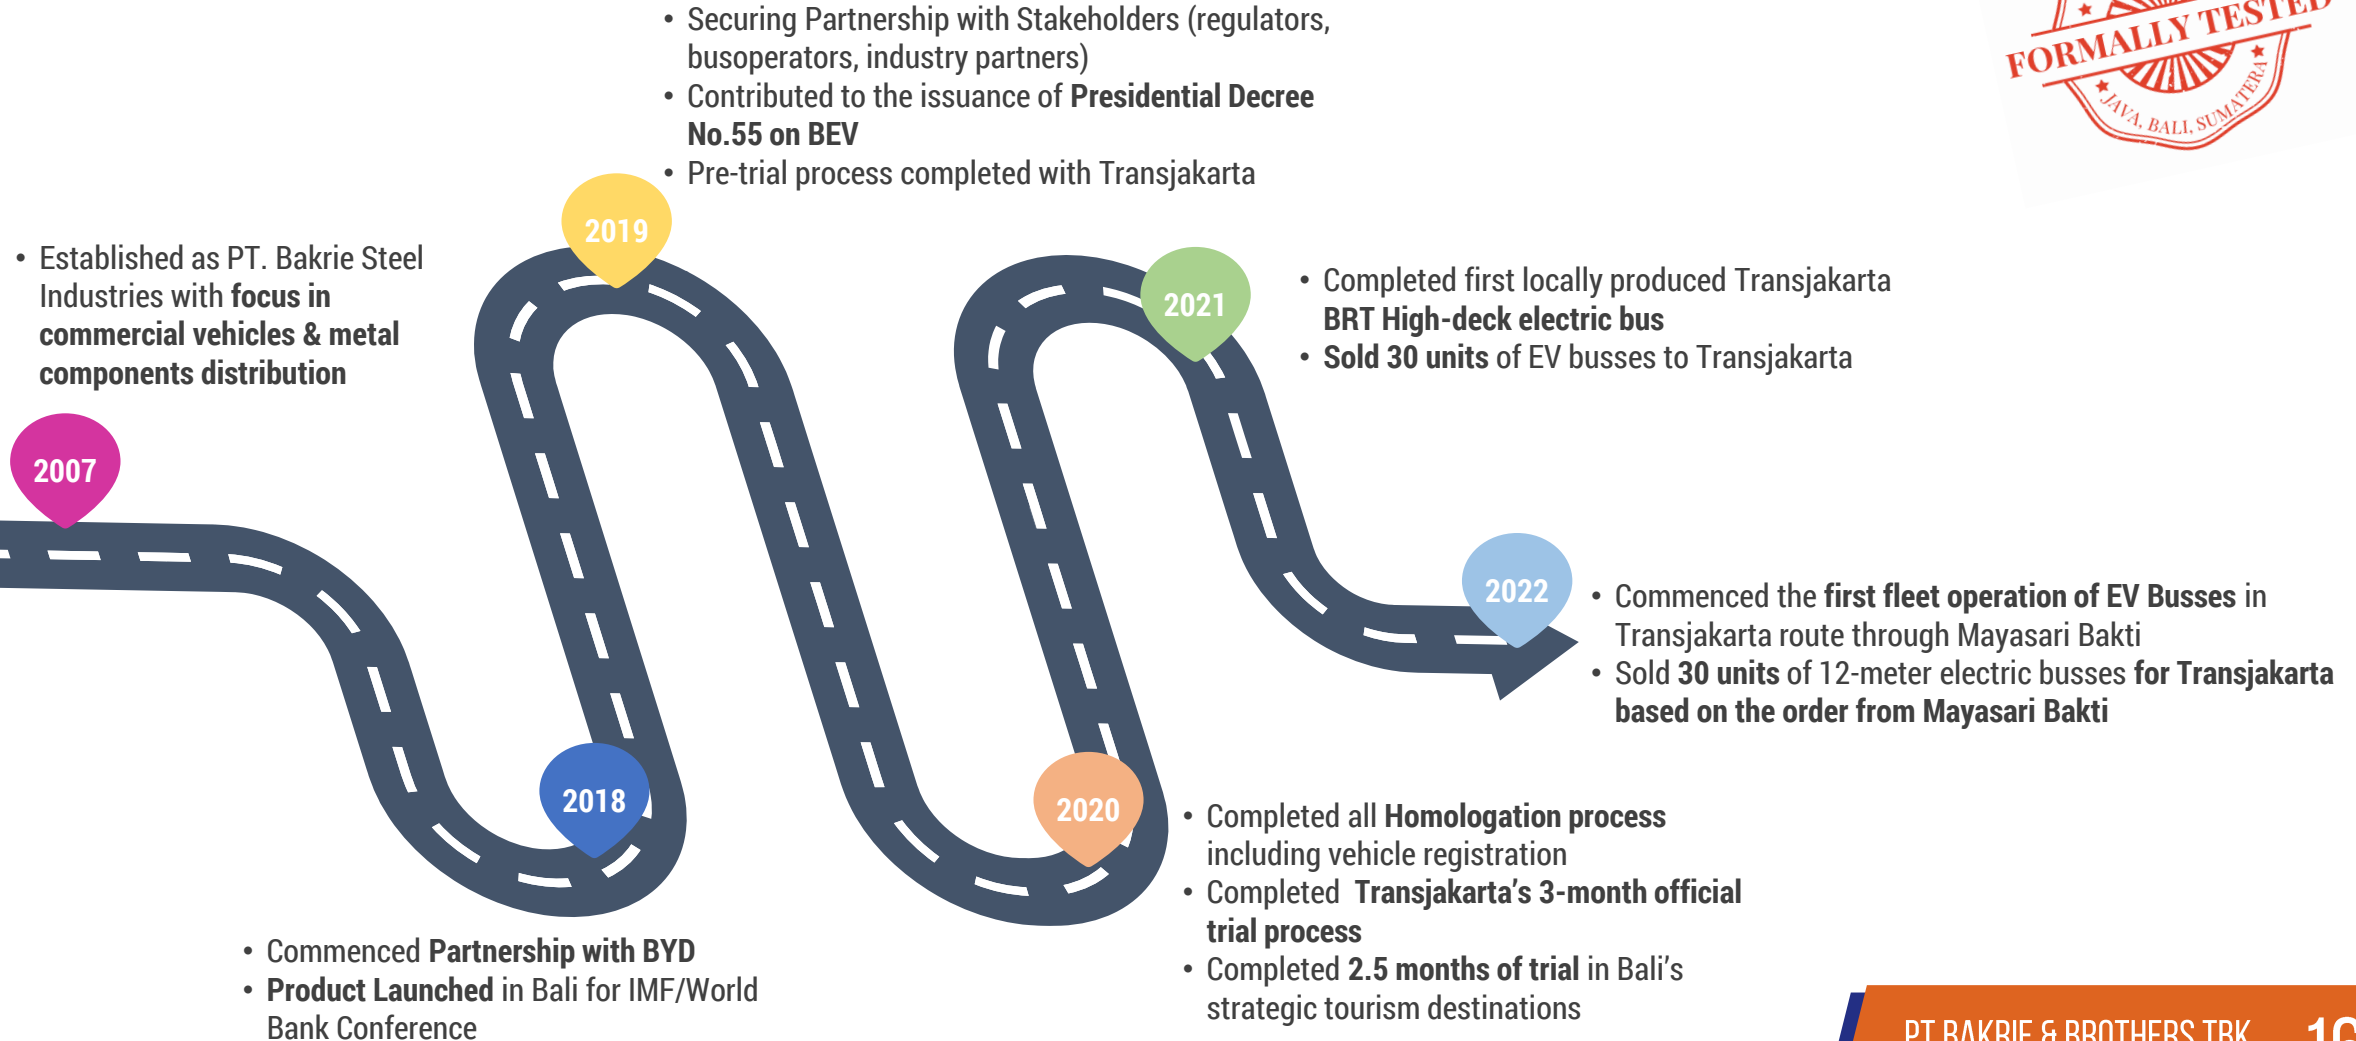 • Securing Partnership with Stakeholders (regulators,
busoperators, industry partners)
• Contributed to the issuance of Presidential Decree
No.55 on BEV
• Pre-trial process completed with Transjakarta
FORMALLY TESTED
JAVA, BALI, SUMATERA
2019
• Established as PT. Bakrie Steel
Industries with focus in
commercial vehicles & metal
components distribution
2007
2021
• Completed first locally produced Transjakarta
BRT High-deck electric bus
• Sold 30 units of EV busses to Transjakarta
2022
• Commenced the first fleet operation of EV Busses in
Transjakarta route through Mayasari Bakti
• Sold 30 units of 12-meter electric busses for Transjakarta
based on the order from Mayasari Bakti
2018
• Commenced Partnership with BYD
• Product Launched in Bali for IMF/World
Bank Conference
2020
• Completed all Homologation process
including vehicle registration
• Completed Transjakarta’s 3-month official
trial process
• Completed 2.5 months of trial in Bali’s
strategic tourism destinations
PT BAKRIE & BROTHERS TBK